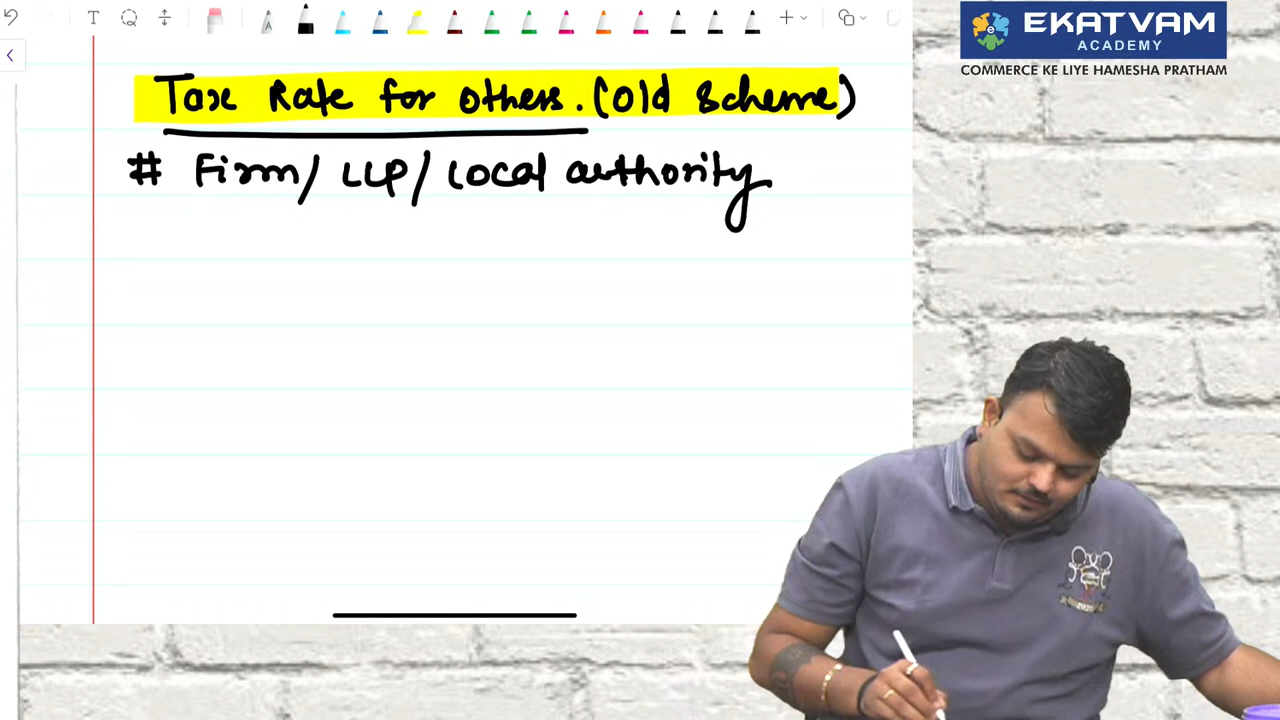 EKATVAM
ACADEMY
COMMERCE KE LIYE HAMESHA PRATHAM
Tax Rate for others. (Old Scheme)
# Firm/ LLP/ Local authority